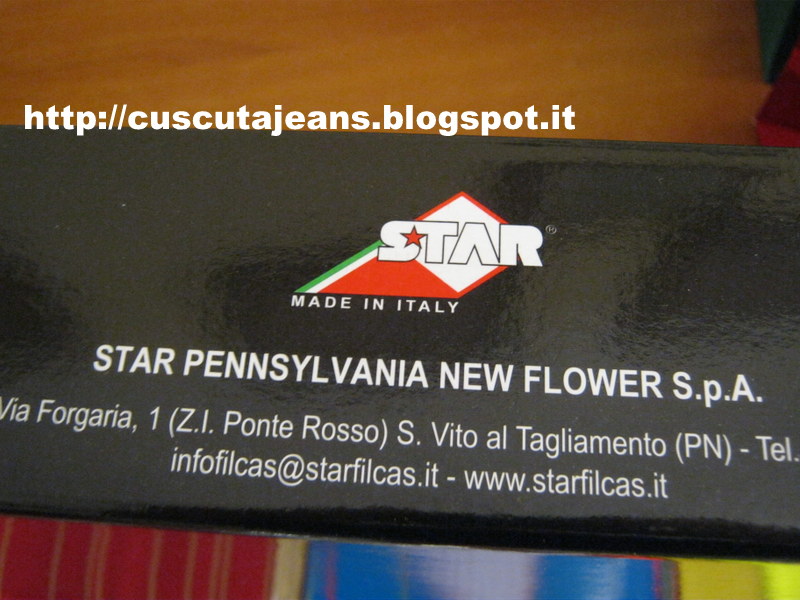 http://cuscutajeans.blogspot.it
STAR®
MADE IN ITALY
STAR PENNSYLVANIA NEW FLOWER S.p.A.
Via Forgaria, 1 (Z.I. Ponte Rosso) S. Vito al Tagliamento (PN) - Tel.
infofilcas@starfilcas.it - www.starfilcas.it